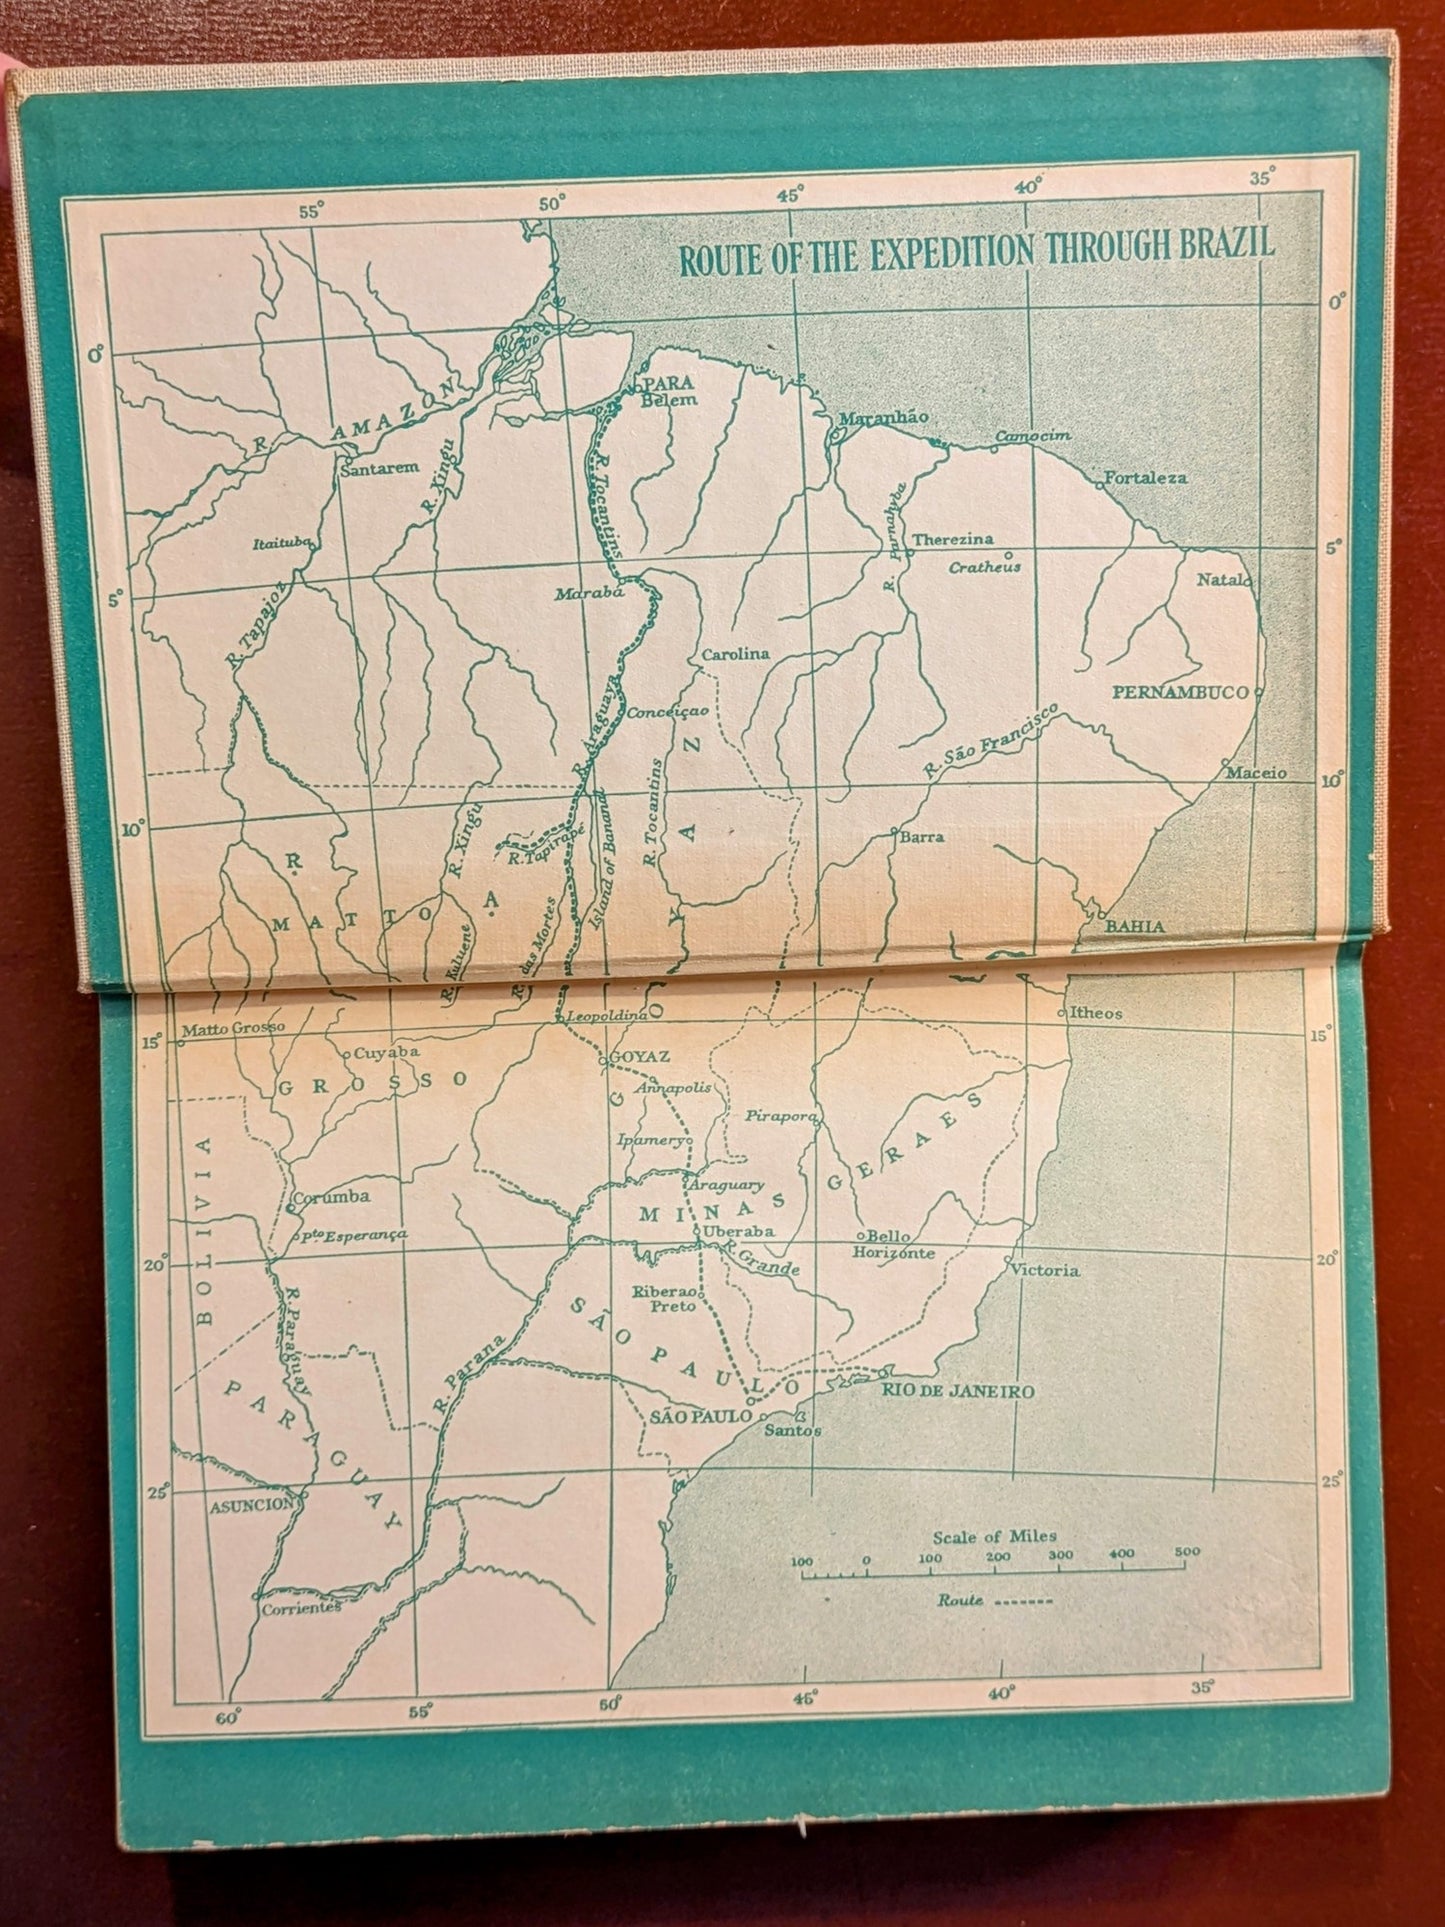 55°
50°
45°
40°
35°
ROUTE OF THE EXPEDITION THROUGH BRAZIL
0°
0°
PARA
Belem
R. AMAZON
Maranhão
Camocim
Santarem
R. Xingu
Fortaleza
R. Tocantins
R. Parnahyba
Itaituba
Therezina
Cratheus
5°
5°
Natal
Marabá
R. Tapajoz
Carolina
PERNAMBUCO
R. Araguaya
Conceiçao
R. São Francisco
Maceio
10°
10°
R. Tocantins
R. Xingu
R. Tapirapé
Island of Bananal
Barra
MATTO
R. A.
BAHIA
R. Kuluene
R. das Mortes
Leopoldina
Itheos
Matto Grosso
15°
15°
Cuyaba
GOYAZ
GROSSO
Annapolis
GOYAZ
Pirapora
Ipamery
BOLIVIA
Araguary
MINAS GERAES
Corumba
Pto Esperança
Uberaba
Bello
Horizonte
R. Grande
20°
20°
Victoria
Riberao
Preto
R. Paraguay
SÃO PAULO
R. Parana
RIO DE JANEIRO
PARAGUAY
SÃO PAULO
Santos
25°
25°
ASUNCION
Scale of Miles
100 0 100 200 300 400 500
Route
Corrientes
60°
55°
50°
45°
40°
35°